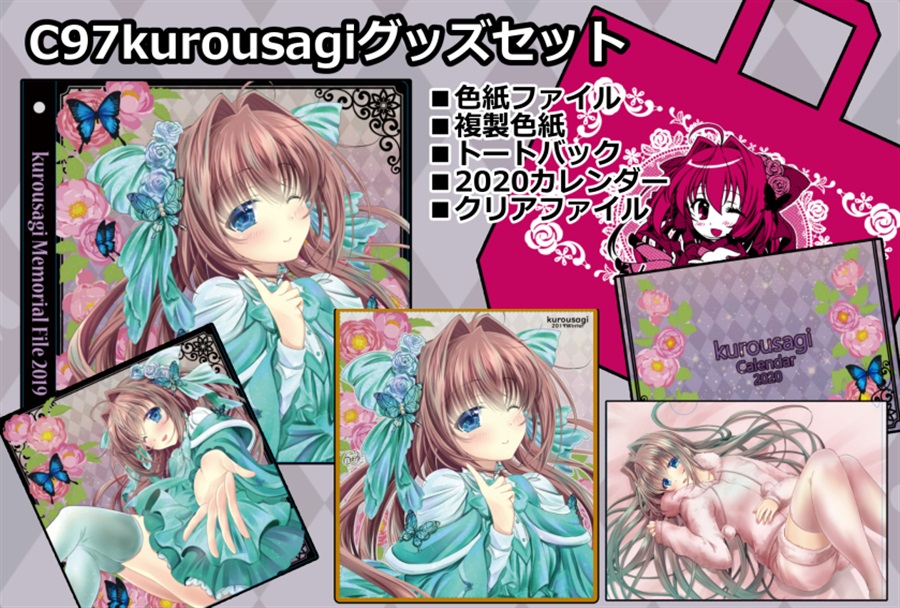 C97kurousagiグッズセット
■色紙ファイル
■複製色紙
■トートバック
■2020カレンダー
■クリアファイル
kurousagi Memorial File 2019
kurousagi
2019Winter
kurousagi
Calendar
2020